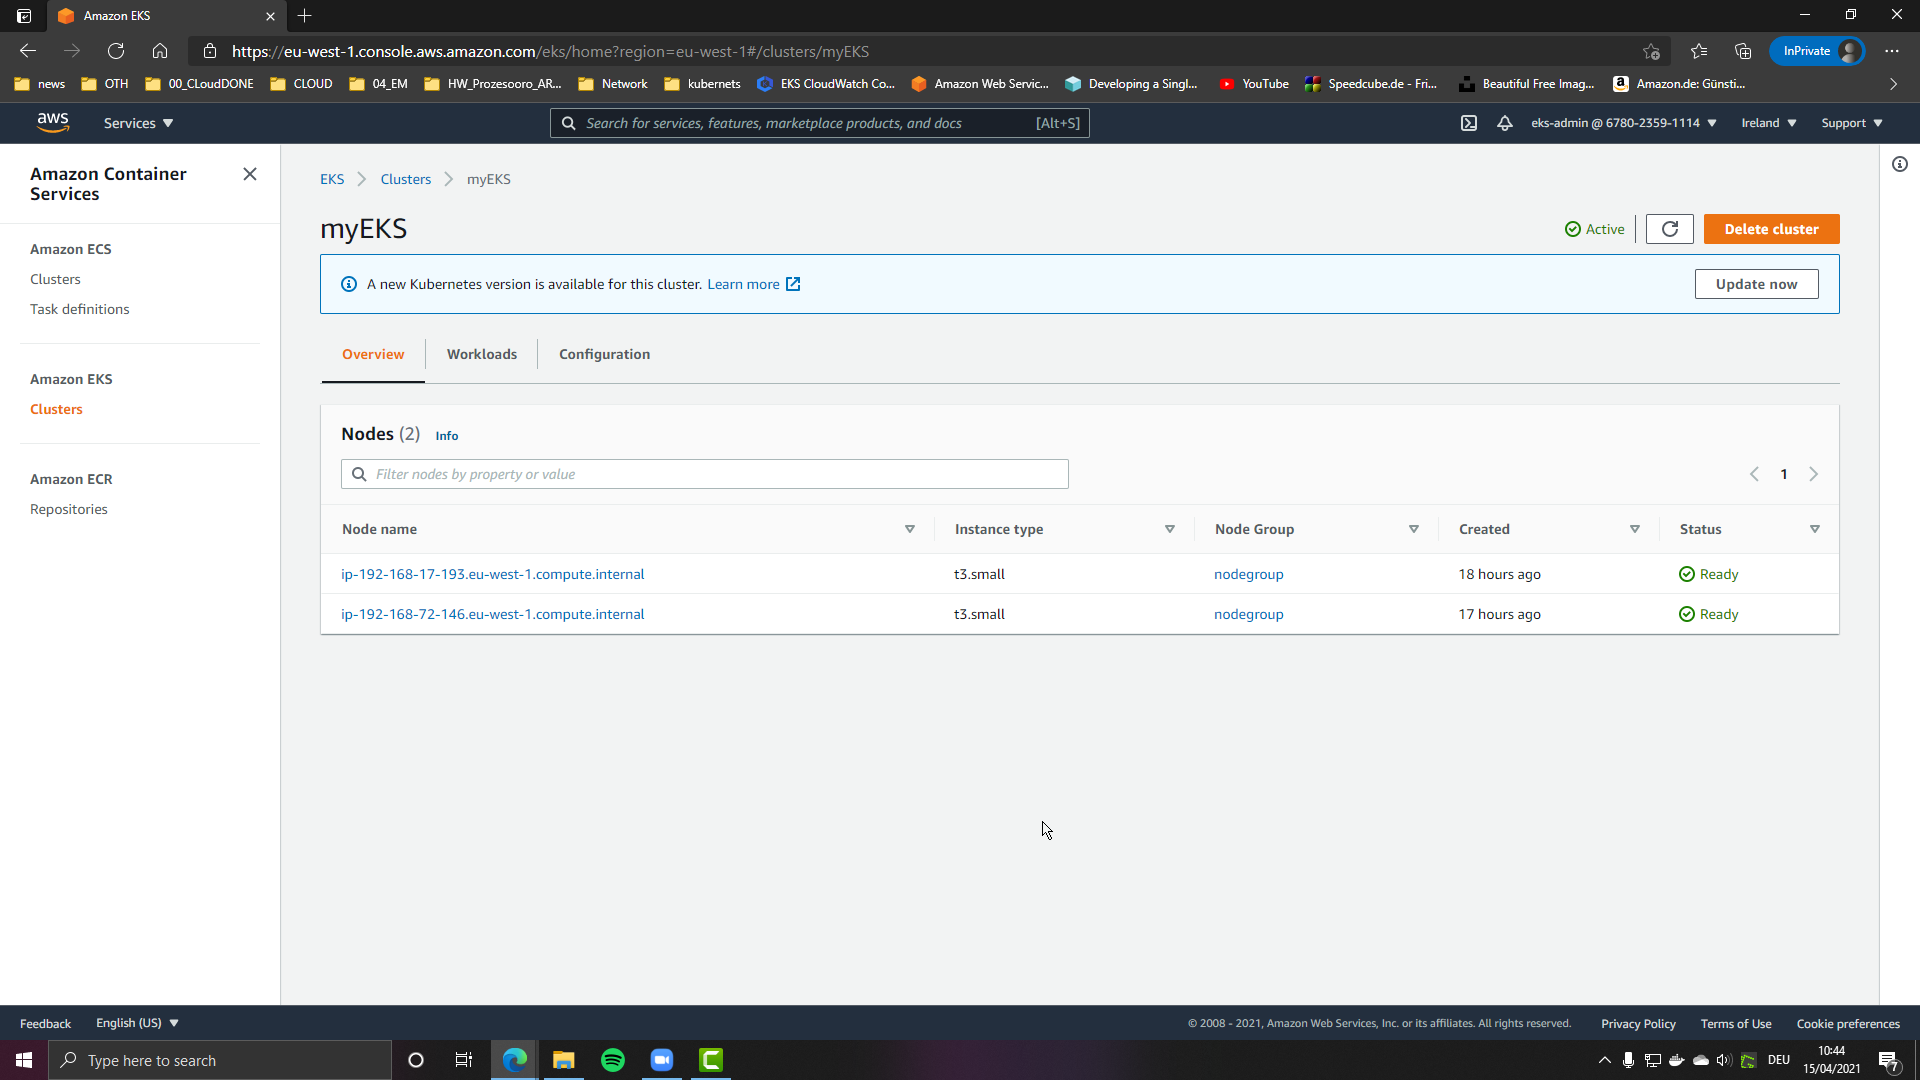 Amazon EKS
https://eu-west-1.console.aws.amazon.com/eks/home?region=eu-west-1#/clusters/myEKS
InPrivate
news OTH 00_CLoudDONE CLOUD 04_EM HW_Prozesooro_AR... Network kubernets EKS CloudWatch Co... Amazon Web Servic... Developing a Singl... YouTube Speedcube.de - Fri... Beautiful Free Imag... Amazon.de: Günsti...
aws Services Search for services, features, marketplace products, and docs [Alt+S] eks-admin @ 6780-2359-1114 Ireland Support
Amazon Container
Services
Amazon ECS
Clusters
Task definitions
Amazon EKS
Clusters
Amazon ECR
Repositories
EKS Clusters myEKS
myEKS
Active
Delete cluster
A new Kubernetes version is available for this cluster. Learn more
Update now
Overview Workloads Configuration
Nodes (2) Info
Filter nodes by property or value
1
Node name Instance type Node Group Created Status
ip-192-168-17-193.eu-west-1.compute.internal t3.small nodegroup 18 hours ago Ready
ip-192-168-72-146.eu-west-1.compute.internal t3.small nodegroup 17 hours ago Ready
Feedback English (US) © 2008 - 2021, Amazon Web Services, Inc. or its affiliates. All rights reserved. Privacy Policy Terms of Use Cookie preferences
Type here to search
DEU
10:44
15/04/2021
7